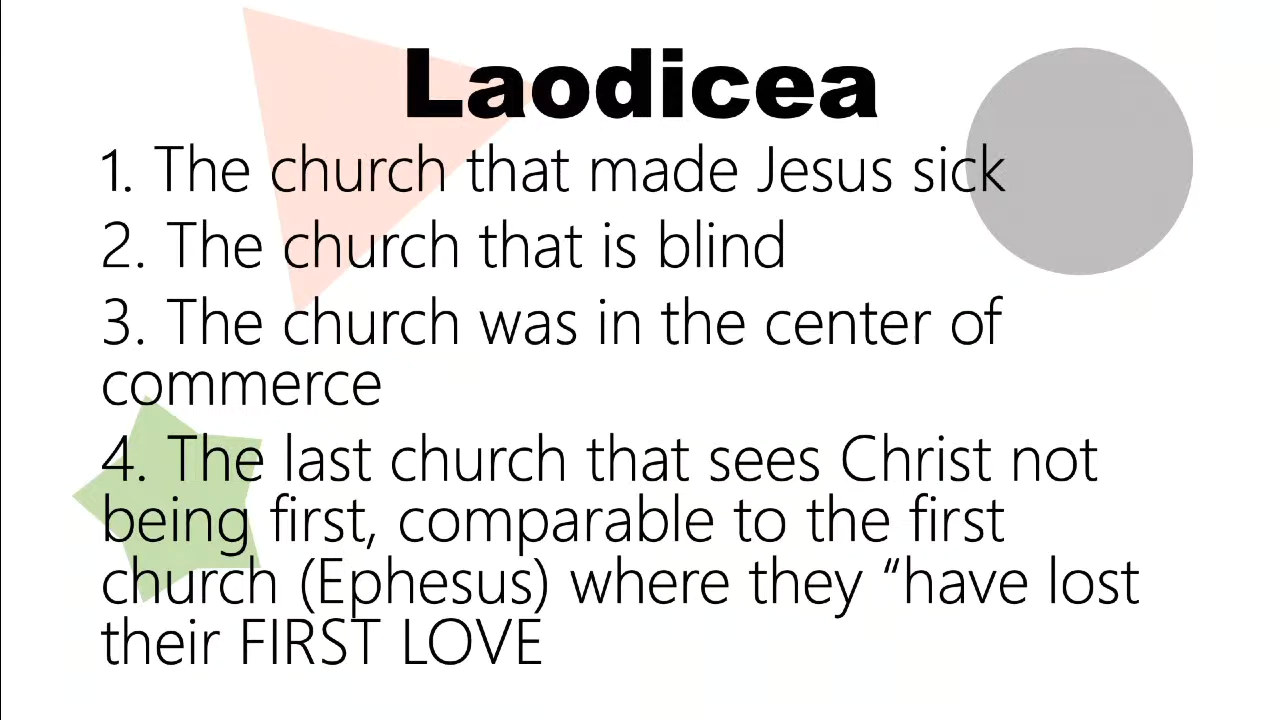 Laodicea
1. The church that made Jesus sick
2. The church that is blind
3. The church was in the center of
commerce
4. The last church that sees Christ not
being first, comparable to the first
church (Ephesus) where they “have lost
their FIRST LOVE